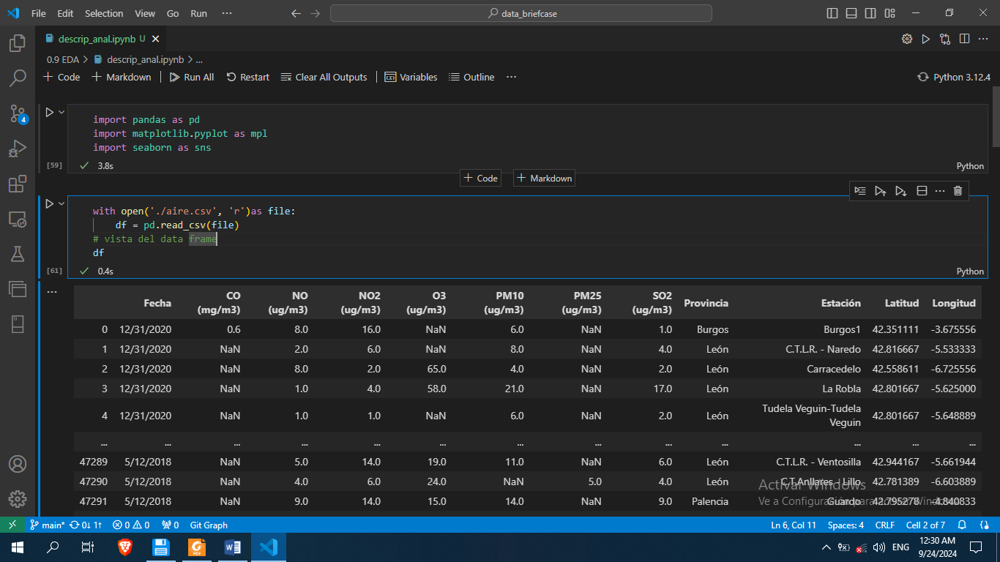 File Edit Selection View Go Run ··· data_briefcase
descrip_anal.ipynb U
0.9 EDA > descrip_anal.ipynb > ...
+ Code + Markdown Run All Restart Clear All Outputs Variables Outline ··· Python 3.12.4
import pandas as pd
import matplotlib.pyplot as mpl
import seaborn as sns
[59] 3.8s Python
+ Code + Markdown
with open('./aire.csv', 'r')as file:
df = pd.read_csv(file)
# vista del data frame
df
[61] 0.4s Python
Fecha CO (mg/m3) NO (ug/m3) NO2 (ug/m3) O3 (ug/m3) PM10 (ug/m3) PM25 (ug/m3) SO2 (ug/m3) Provincia Estación Latitud Longitud
0 12/31/2020 0.6 8.0 16.0 NaN 6.0 NaN 1.0 Burgos Burgos1 42.351111 -3.675556
1 12/31/2020 NaN 2.0 6.0 NaN 8.0 NaN 4.0 León C.T.L.R. - Naredo 42.816667 -5.533333
2 12/31/2020 NaN 8.0 2.0 65.0 4.0 NaN 2.0 León Carracedelo 42.558611 -6.725556
3 12/31/2020 NaN 1.0 4.0 58.0 21.0 NaN 17.0 León La Robla 42.801667 -5.625000
4 12/31/2020 NaN 1.0 1.0 NaN 6.0 NaN 2.0 León Tudela Veguin-Tudela Veguin 42.801667 -5.648889
... ... ... ... ... ... ... ... ... ... ... ... ...
47289 5/12/2018 NaN 5.0 14.0 19.0 11.0 NaN 6.0 León C.T.L.R. - Ventosilla 42.944167 -5.661944
47290 5/12/2018 NaN 4.0 6.0 24.0 NaN 5.0 4.0 León C.T.Anllares - Lillo 42.781389 -6.603889
47291 5/12/2018 NaN 9.0 14.0 15.0 14.0 NaN 9.0 Palencia Guardo 42.795278 -4.840833
Activar Windows
Ve a Configuración para activar Windows.
main* 0↓ 1↑ 0 0 0 Git Graph Ln 6, Col 11 Spaces: 4 CRLF Cell 2 of 7
ENG 12:30 AM
9/24/2024
4